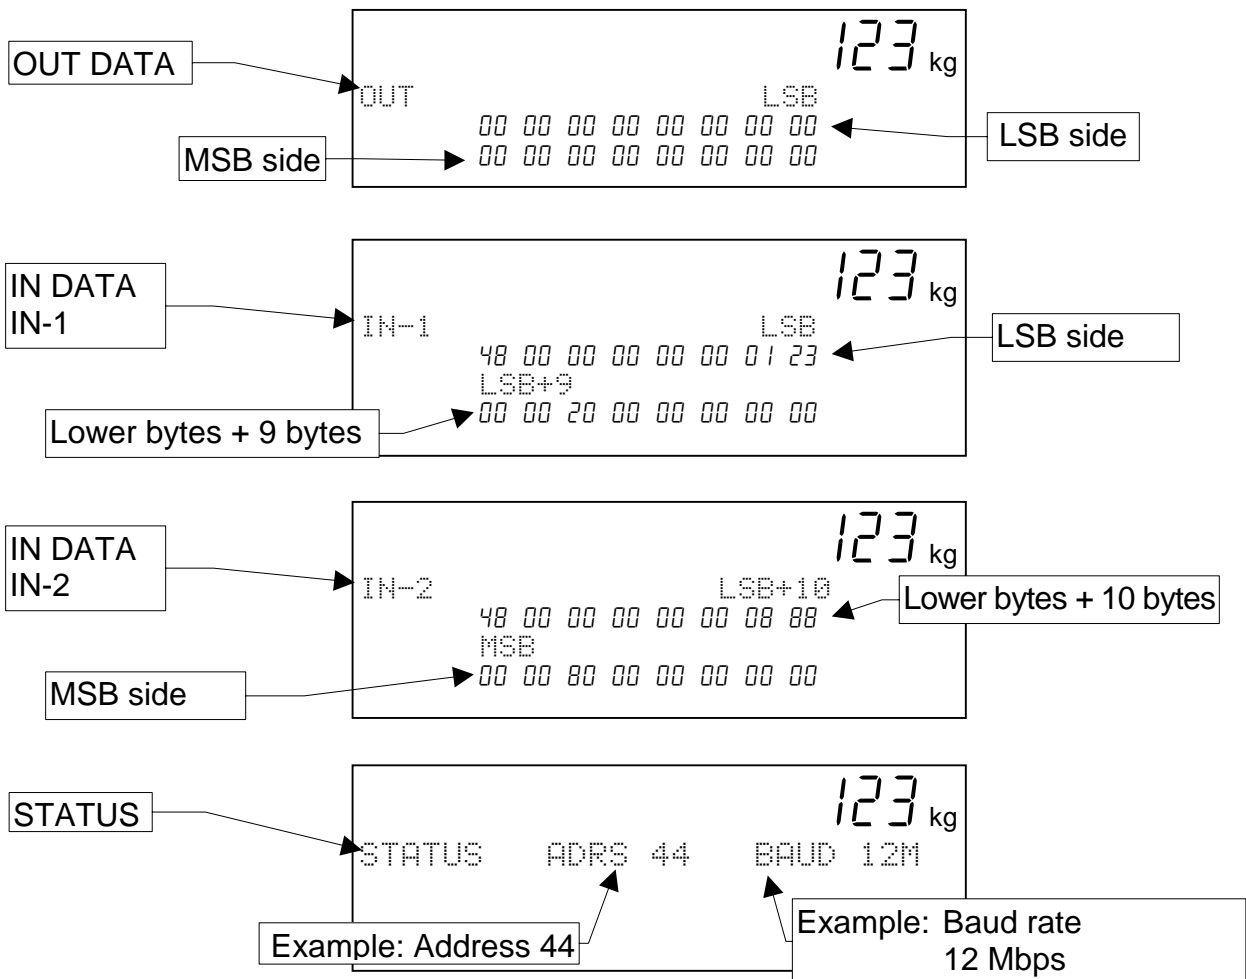 123 kg
OUT DATA
OUT LSB
00 00 00 00 00 00 00 00
LSB side
MSB side
00 00 00 00 00 00 00 00
123 kg
IN DATA
IN-1
IN-1 LSB
LSB side
48 00 00 00 00 00 01 23
LSB+9
Lower bytes + 9 bytes
00 00 20 00 00 00 00 00
123 kg
IN DATA
IN-2
IN-2 LSB+10
Lower bytes + 10 bytes
48 00 00 00 00 00 08 88
MSB
MSB side
00 00 80 00 00 00 00 00
123 kg
STATUS
STATUS ADRS 44 BAUD 12M
Example: Address 44
Example: Baud rate
12 Mbps